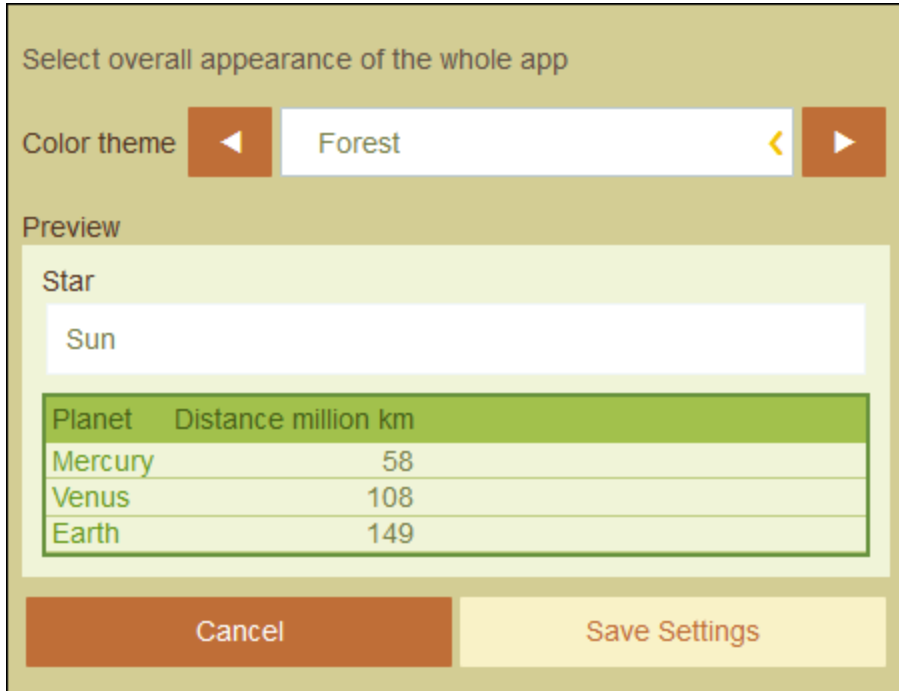 Select overall appearance of the whole app
Color theme
Forest
Preview
Star
Sun
Planet Distance million km
Mercury 58
Venus 108
Earth 149
Cancel Save Settings